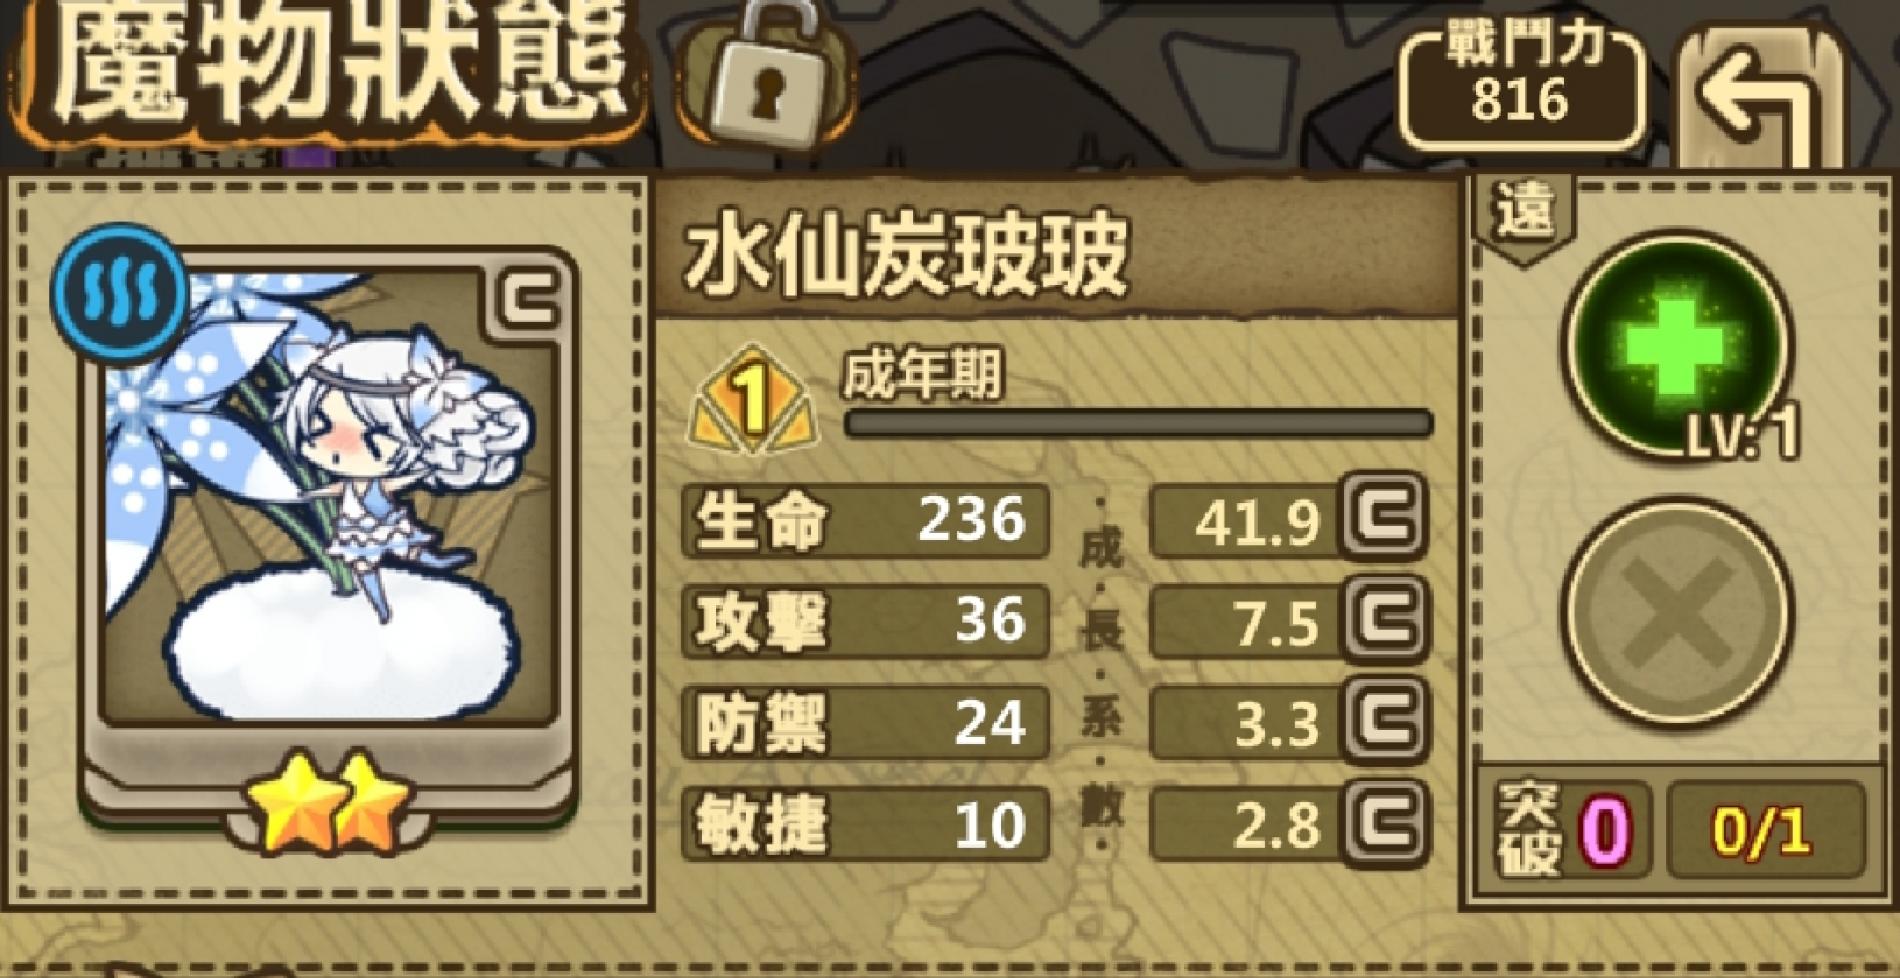 魔物狀態
戰鬥力
816
C
水仙炭玻玻
1 成年期
生命 236
攻擊 36
防禦 24
敏捷 10
成長系數
41.9 C
7.5 C
3.3 C
2.8 C
遠
LV:1
突破 0 0/1